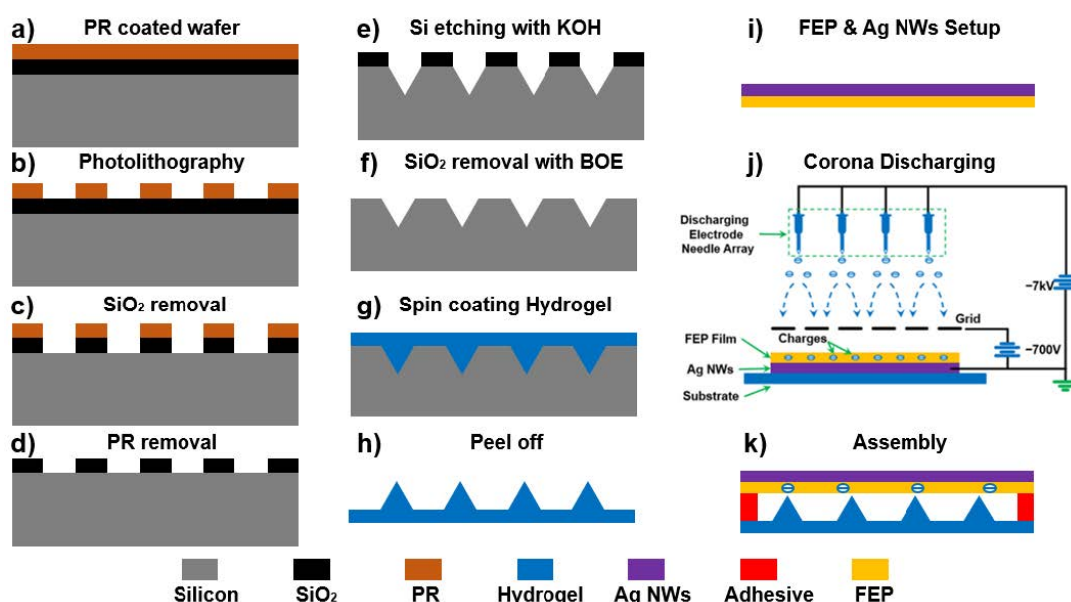 a) PR coated wafer
b) Photolithography
c) SiO₂ removal
d) PR removal
e) Si etching with KOH
f) SiO₂ removal with BOE
g) Spin coating Hydrogel
h) Peel off
i) FEP & Ag NWs Setup
j) Corona Discharging
Discharging
Electrode
Needle Array
−7kV
Grid
FEP Film
Charges
−700V
Ag NWs
Substrate
k) Assembly
Silicon
SiO₂
PR
Hydrogel
Ag NWs
Adhesive
FEP